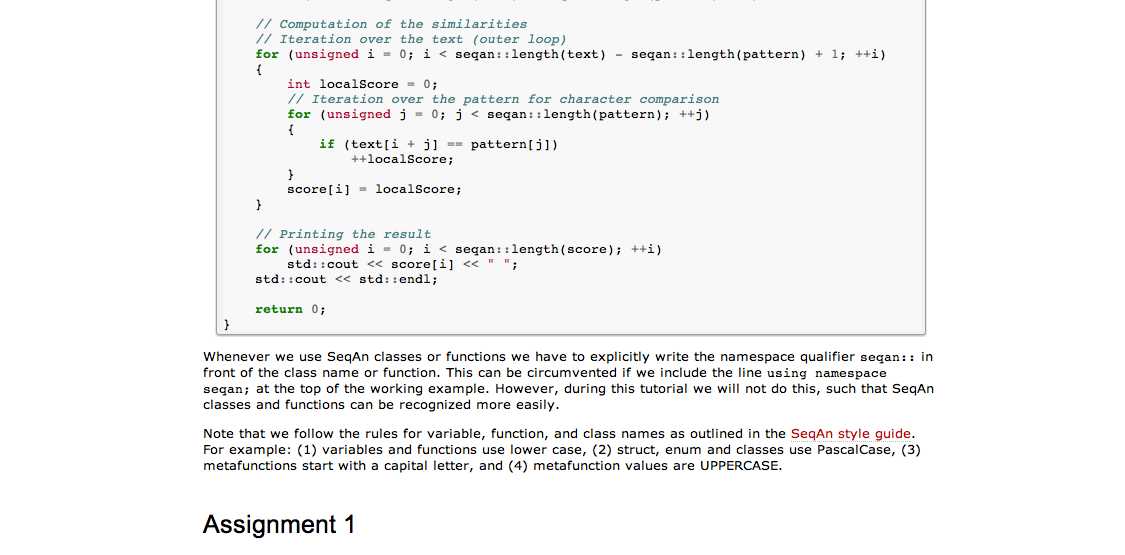 // Computation of the similarities
// Iteration over the text (outer loop)
for (unsigned i = 0; i < seqan::length(text) - seqan::length(pattern) + 1; ++i)
{
int localScore = 0;
// Iteration over the pattern for character comparison
for (unsigned j = 0; j < seqan::length(pattern); ++j)
{
if (text[i + j] == pattern[j])
++localScore;
}
score[i] = localScore;
}
// Printing the result
for (unsigned i = 0; i < seqan::length(score); ++i)
std::cout << score[i] << " ";
std::cout << std::endl;
return 0;
}
Whenever we use SeqAn classes or functions we have to explicitly write the namespace qualifier seqan:: in
front of the class name or function. This can be circumvented if we include the line using namespace
seqan; at the top of the working example. However, during this tutorial we will not do this, such that SeqAn
classes and functions can be recognized more easily.
Note that we follow the rules for variable, function, and class names as outlined in the SeqAn style guide.
For example: (1) variables and functions use lower case, (2) struct, enum and classes use PascalCase, (3)
metafunctions start with a capital letter, and (4) metafunction values are UPPERCASE.
Assignment 1